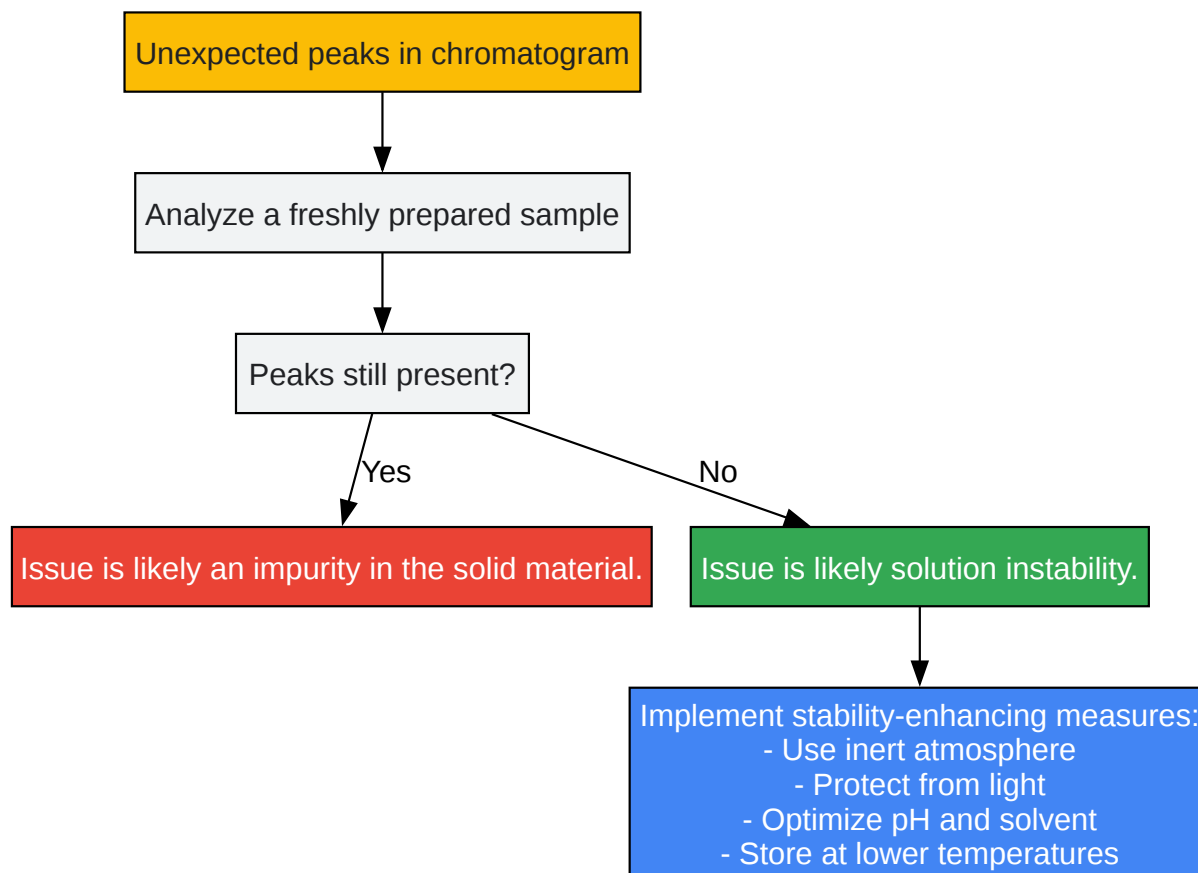 Unexpected peaks in chromatogram
Analyze a freshly prepared sample
Peaks still present?
Yes
No
Issue is likely an impurity in the solid material.
Issue is likely solution instability.
Implement stability-enhancing measures:
- Use inert atmosphere
- Protect from light
- Optimize pH and solvent
- Store at lower temperatures